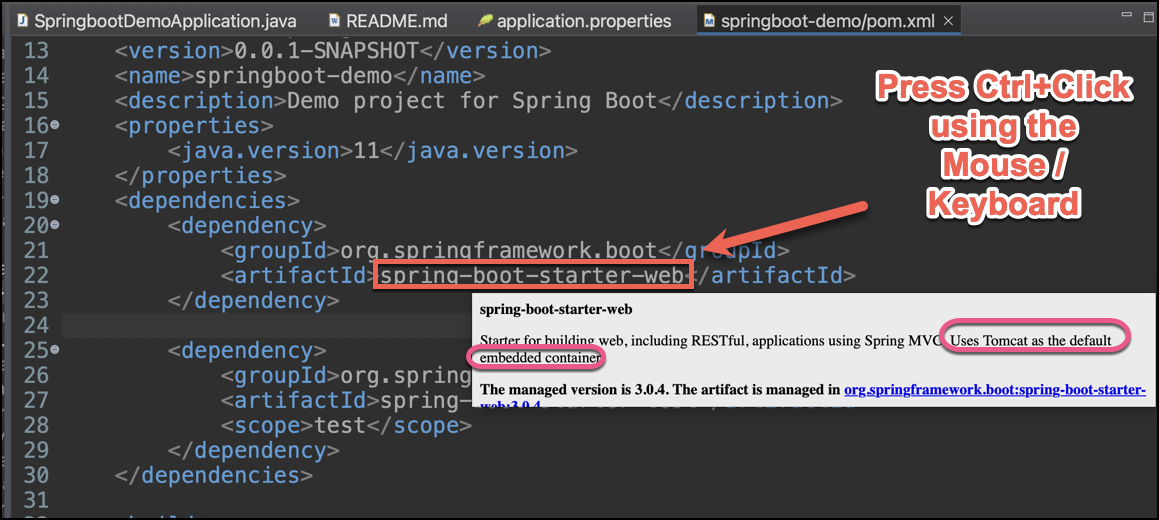 SpringbootDemoApplication.java README.md application.properties springboot-demo/pom.xml
13 <version>0.0.1-SNAPSHOT</version>
14 <name>springboot-demo</name>
15 <description>Demo project for Spring Boot</description>
16 <properties>
17 <java.version>11</java.version>
18 </properties>
19 <dependencies>
20 <dependency>
21 <groupId>org.springframework.boot</groupId>
22 <artifactId>spring-boot-starter-web</artifactId>
23 </dependency>
24
25 <dependency>
26 <groupId>org.spring
27 <artifactId>spring-
28 <scope>test</scope>
29 </dependency>
30 </dependencies>
31
Press Ctrl+Click
using the
Mouse /
Keyboard
spring-boot-starter-web
Starter for building web, including RESTful, applications using Spring MVC. Uses Tomcat as the default
embedded container
The managed version is 3.0.4. The artifact is managed in org.springframework.boot:spring-boot-starter-
web:3.0.4